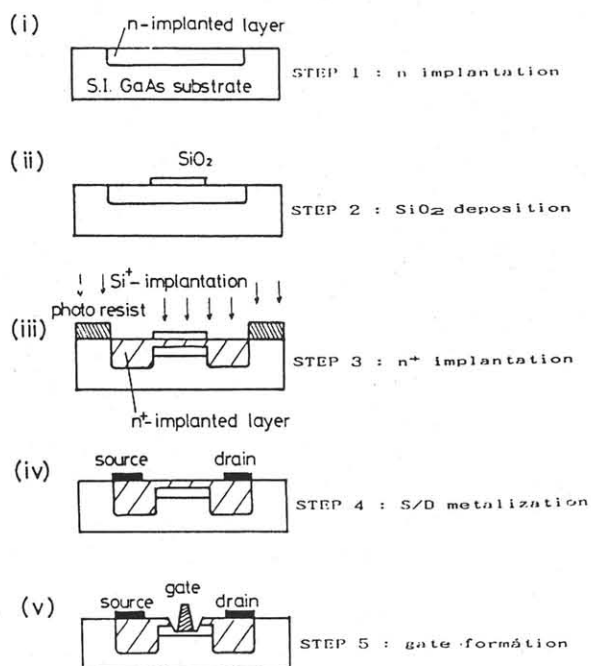 (i)
n-implanted layer
S.I. GaAs substrate
STEP 1 : n implantation
(ii)
SiO₂
STEP 2 : SiO₂ deposition
(iii)
Si⁺-implantation
photo resist
n⁺-implanted layer
STEP 3 : n⁺ implantation
(iv)
source drain
STEP 4 : S/D metalization
(v)
gate
source drain
STEP 5 : gate formation